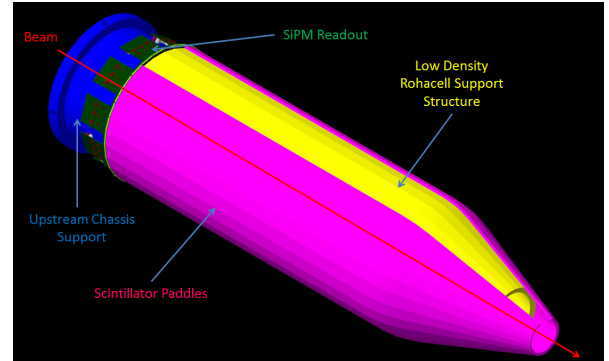 Beam
SiPM Readout
Low Density
Rohacell Support
Structure
Upstream Chassis
Support
Scintillator Paddles